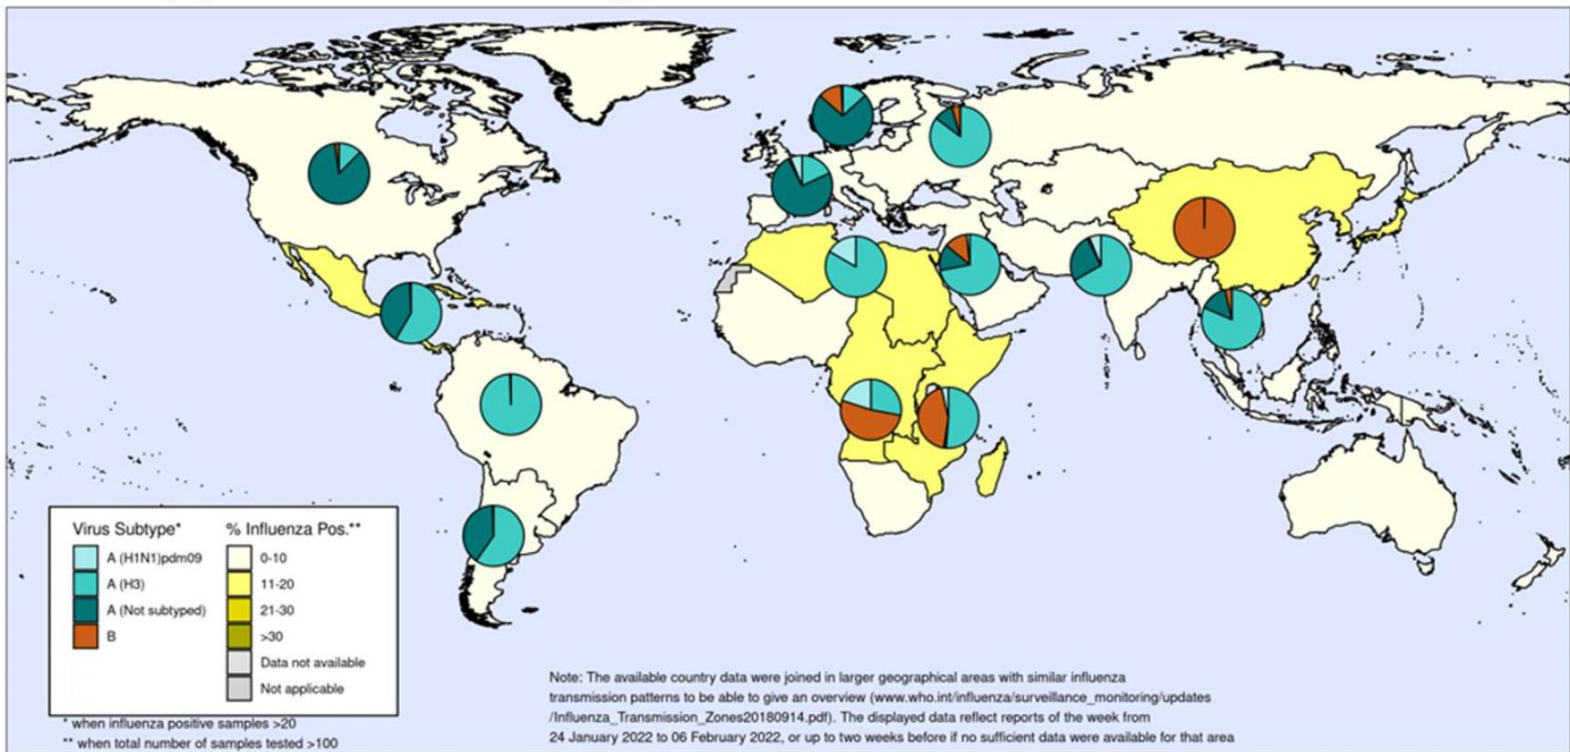 Virus Subtype*
A (H1N1)pdm09
A (H3)
A (Not subtyped)
B
% Influenza Pos.**
0-10
11-20
21-30
>30
Data not available
Not applicable
* when influenza positive samples >20
** when total number of samples tested >100
Note: The available country data were joined in larger geographical areas with similar influenza
transmission patterns to be able to give an overview (www.who.int/influenza/surveillance_monitoring/updates
/Influenza_Transmission_Zones20180914.pdf). The displayed data reflect reports of the week from
24 January 2022 to 06 February 2022, or up to two weeks before if no sufficient data were available for that area